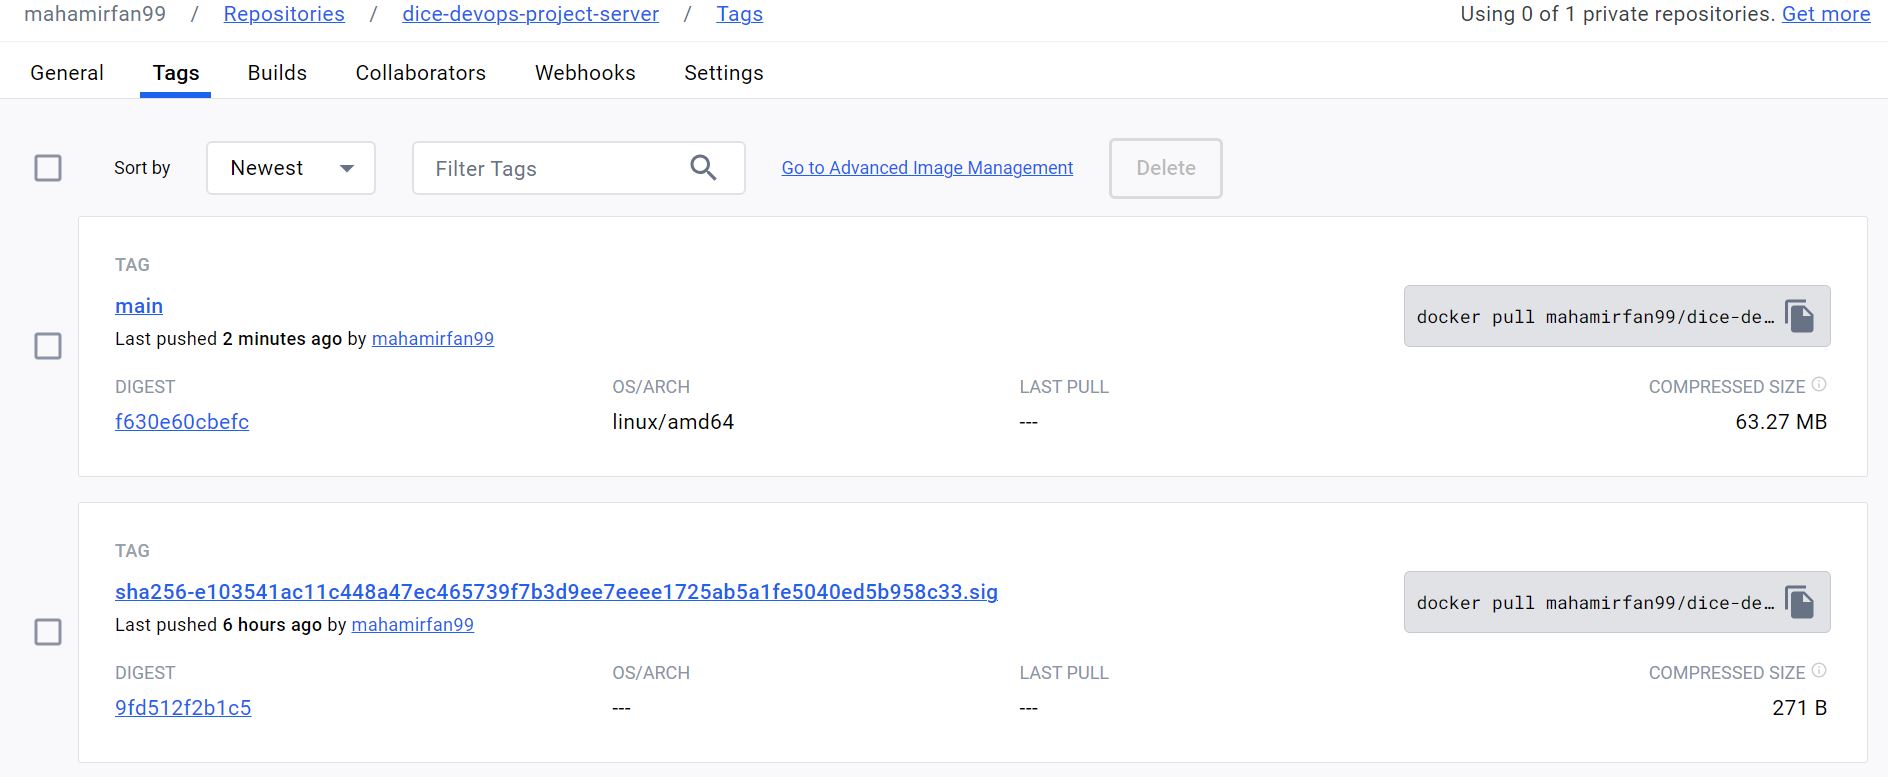 mahamirfan99 / Repositories / dice-devops-project-server / Tags Using 0 of 1 private repositories. Get more
General Tags Builds Collaborators Webhooks Settings
Sort by Newest Filter Tags Go to Advanced Image Management Delete
TAG
main
docker pull mahamirfan99/dice-de…
Last pushed 2 minutes ago by mahamirfan99
DIGEST OS/ARCH LAST PULL COMPRESSED SIZE
f630e60cbefc linux/amd64 --- 63.27 MB
TAG
sha256-e103541ac11c448a47ec465739f7b3d9ee7eeee1725ab5a1fe5040ed5b958c33.sig
docker pull mahamirfan99/dice-de…
Last pushed 6 hours ago by mahamirfan99
DIGEST OS/ARCH LAST PULL COMPRESSED SIZE
9fd512f2b1c5 --- --- 271 B